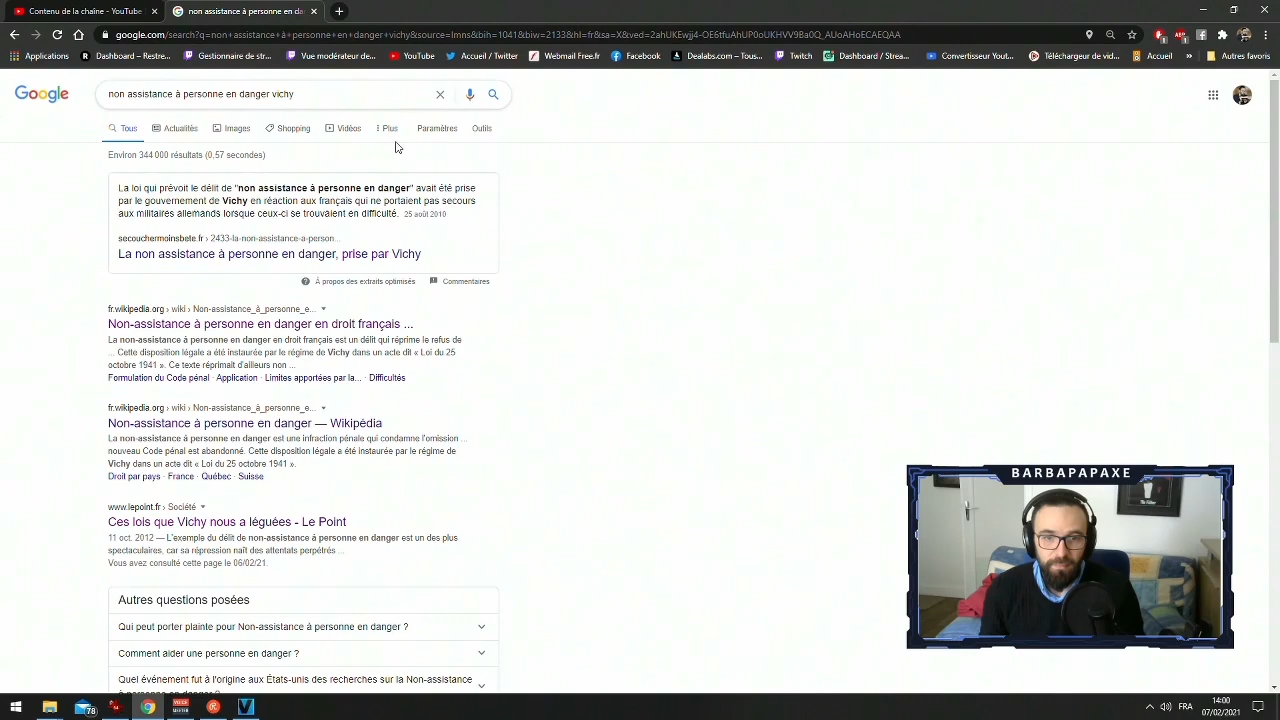 Contenu de la chaîne - YouTube
non assistance à personne en da
google.com/search?q=non+assistance+à+personne+en+danger+vichy&source=lmns&bih=1041&biw=2133&hl=fr&sa=X&ved=2ahUKEwjj4-OE6tfuAhUP0oUKHVV9Ba0Q_AUoAHoECAEQAA
Applications
Dashboard – Restre...
Gestionnaire de str...
Vue modérateur de...
YouTube
Accueil / Twitter
Webmail Free.fr
Facebook
Dealabs.com – Tous...
Twitch
Dashboard / Strea...
Convertisseur Yout...
Téléchargeur de vid...
Accueil
»
Autres favoris
Google
non assistance à personne en danger vichy
Tous
Actualités
Images
Shopping
Vidéos
Plus
Paramètres
Outils
Environ 344 000 résultats (0,57 secondes)
La loi qui prévoit le délit de "non assistance à personne en danger" avait été prise
par le gouvernement de Vichy en réaction aux français qui ne portaient pas secours
aux militaires allemands lorsque ceux-ci se trouvaient en difficulté. 25 août 2010
secouchermoinsbete.fr › 2433-la-non-assistance-a-person...
La non assistance à personne en danger, prise par Vichy
À propos des extraits optimisés
Commentaires
fr.wikipedia.org › wiki › Non-assistance_à_personne_e...
Non-assistance à personne en danger en droit français ...
La non-assistance à personne en danger en droit français est un délit qui réprime le refus de
... Cette disposition légale a été instaurée par le régime de Vichy dans un acte dit « Loi du 25
octobre 1941 ». Ce texte réprimait d'ailleurs non ...
Formulation du Code pénal · Application · Limites apportées par la... · Difficultés
fr.wikipedia.org › wiki › Non-assistance_à_personne_e...
Non-assistance à personne en danger — Wikipédia
La non-assistance à personne en danger est une infraction pénale qui condamne l'omission ...
nouveau Code pénal est abandonné. Cette disposition légale a été instaurée par le régime de
Vichy dans un acte dit « Loi du 25 octobre 1941 ».
Droit par pays · France · Québec · Suisse
www.lepoint.fr › Société
Ces lois que Vichy nous a léguées - Le Point
11 oct. 2012 — L'exemple du délit de non-assistance à personne en danger est un des plus
spectaculaires, car sa répression naît des attentats perpétrés ...
Vous avez consulté cette page le 06/02/21.
Autres questions posées
Qui peut porter plainte pour Non-assistance à personne en danger ?
Comment aider une personne en danger ?
Quel événement fut à l'origine aux États-unis des recherches sur la Non-assistance
à personne en danger ?
BARBAPAPAXE
78
VOICE
MEETER
FRA
14:00
07/02/2021